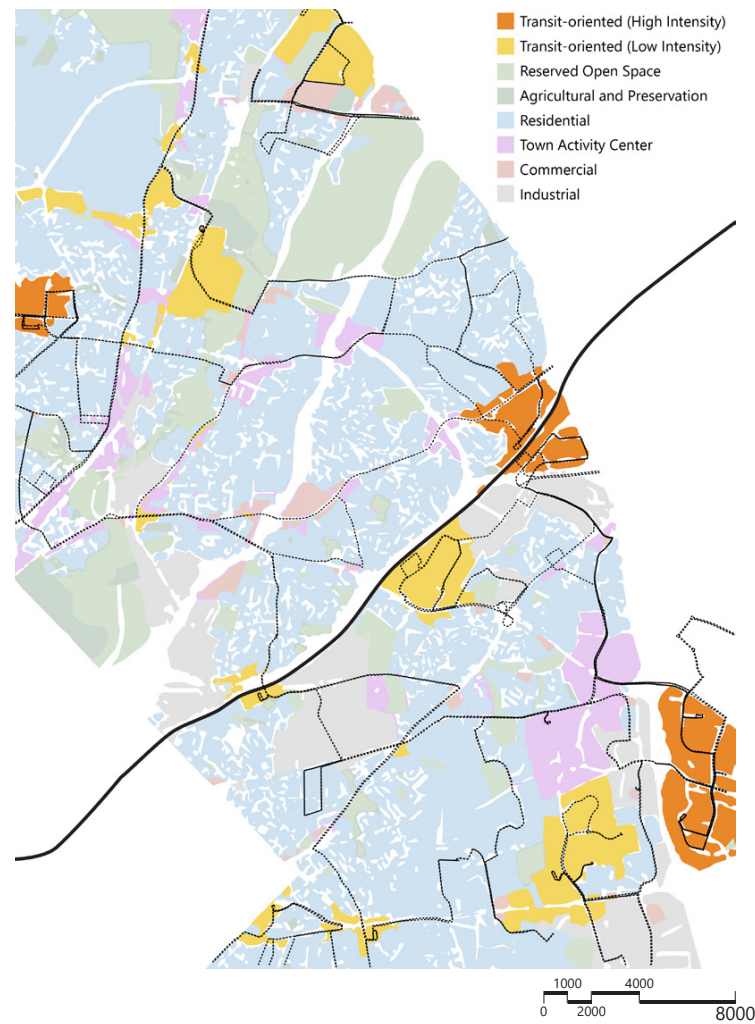 Transit-oriented (High Intensity)
Transit-oriented (Low Intensity)
Reserved Open Space
Agricultural and Preservation
Residential
Town Activity Center
Commercial
Industrial
1000 4000
0 2000 8000